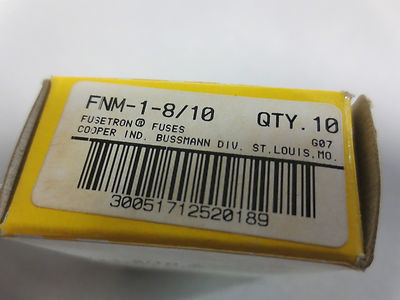 FNM-1-8/10 QTY.10
FUSETRON® FUSES G07
COOPER IND. BUSSMANN DIV. ST.LOUIS,MO.
30051712520189